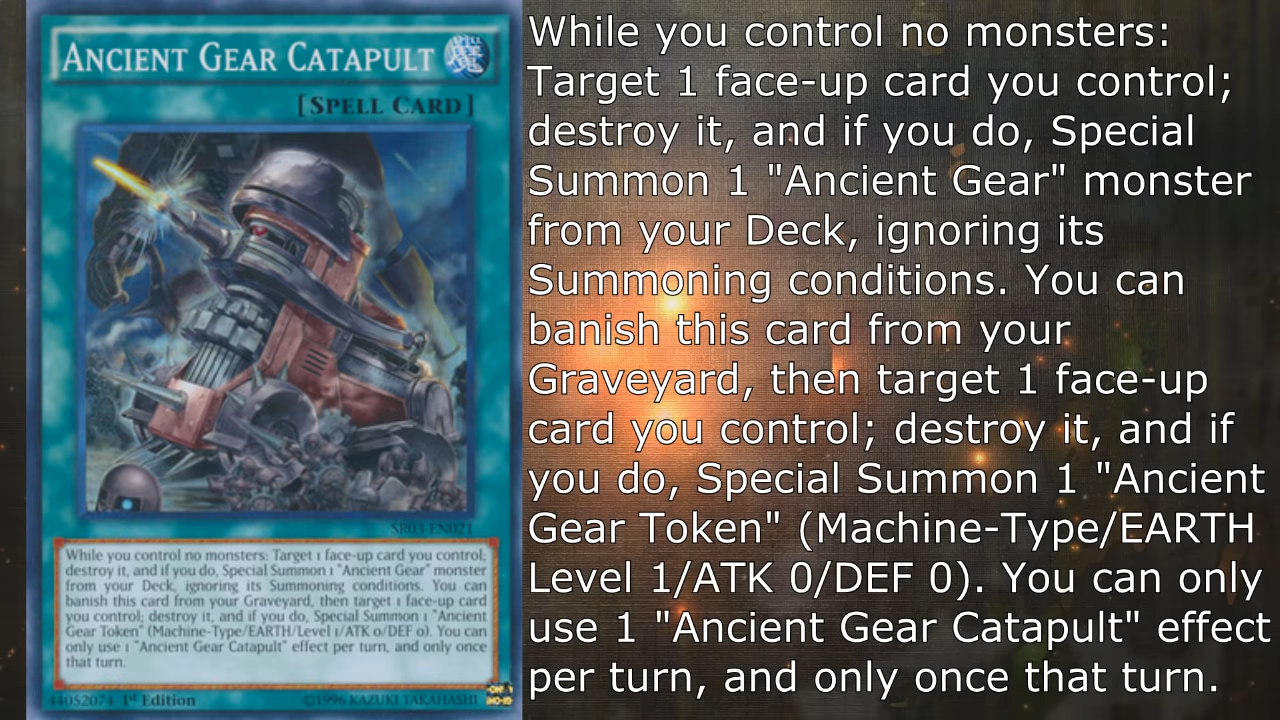 ANCIENT GEAR CATAPULT 魔
[SPELL CARD]
SR03-EN021
While you control no monsters: Target 1 face-up card you control;
destroy it, and if you do, Special Summon 1 "Ancient Gear" monster
from your Deck, ignoring its Summoning conditions. You can
banish this card from your Graveyard, then target 1 face-up card
you control; destroy it, and if you do, Special Summon 1 "Ancient
Gear Token" (Machine-Type/EARTH/Level 1/ATK 0/DEF 0). You can
only use 1 "Ancient Gear Catapult" effect per turn, and only once
that turn.
44052074 1st Edition ©1996 KAZUKI TAKAHASHI
While you control no monsters:
Target 1 face-up card you control;
destroy it, and if you do, Special
Summon 1 "Ancient Gear" monster
from your Deck, ignoring its
Summoning conditions. You can
banish this card from your
Graveyard, then target 1 face-up
card you control; destroy it, and if
you do, Special Summon 1 "Ancient
Gear Token" (Machine-Type/EARTH
Level 1/ATK 0/DEF 0). You can only
use 1 "Ancient Gear Catapult" effect
per turn, and only once that turn.